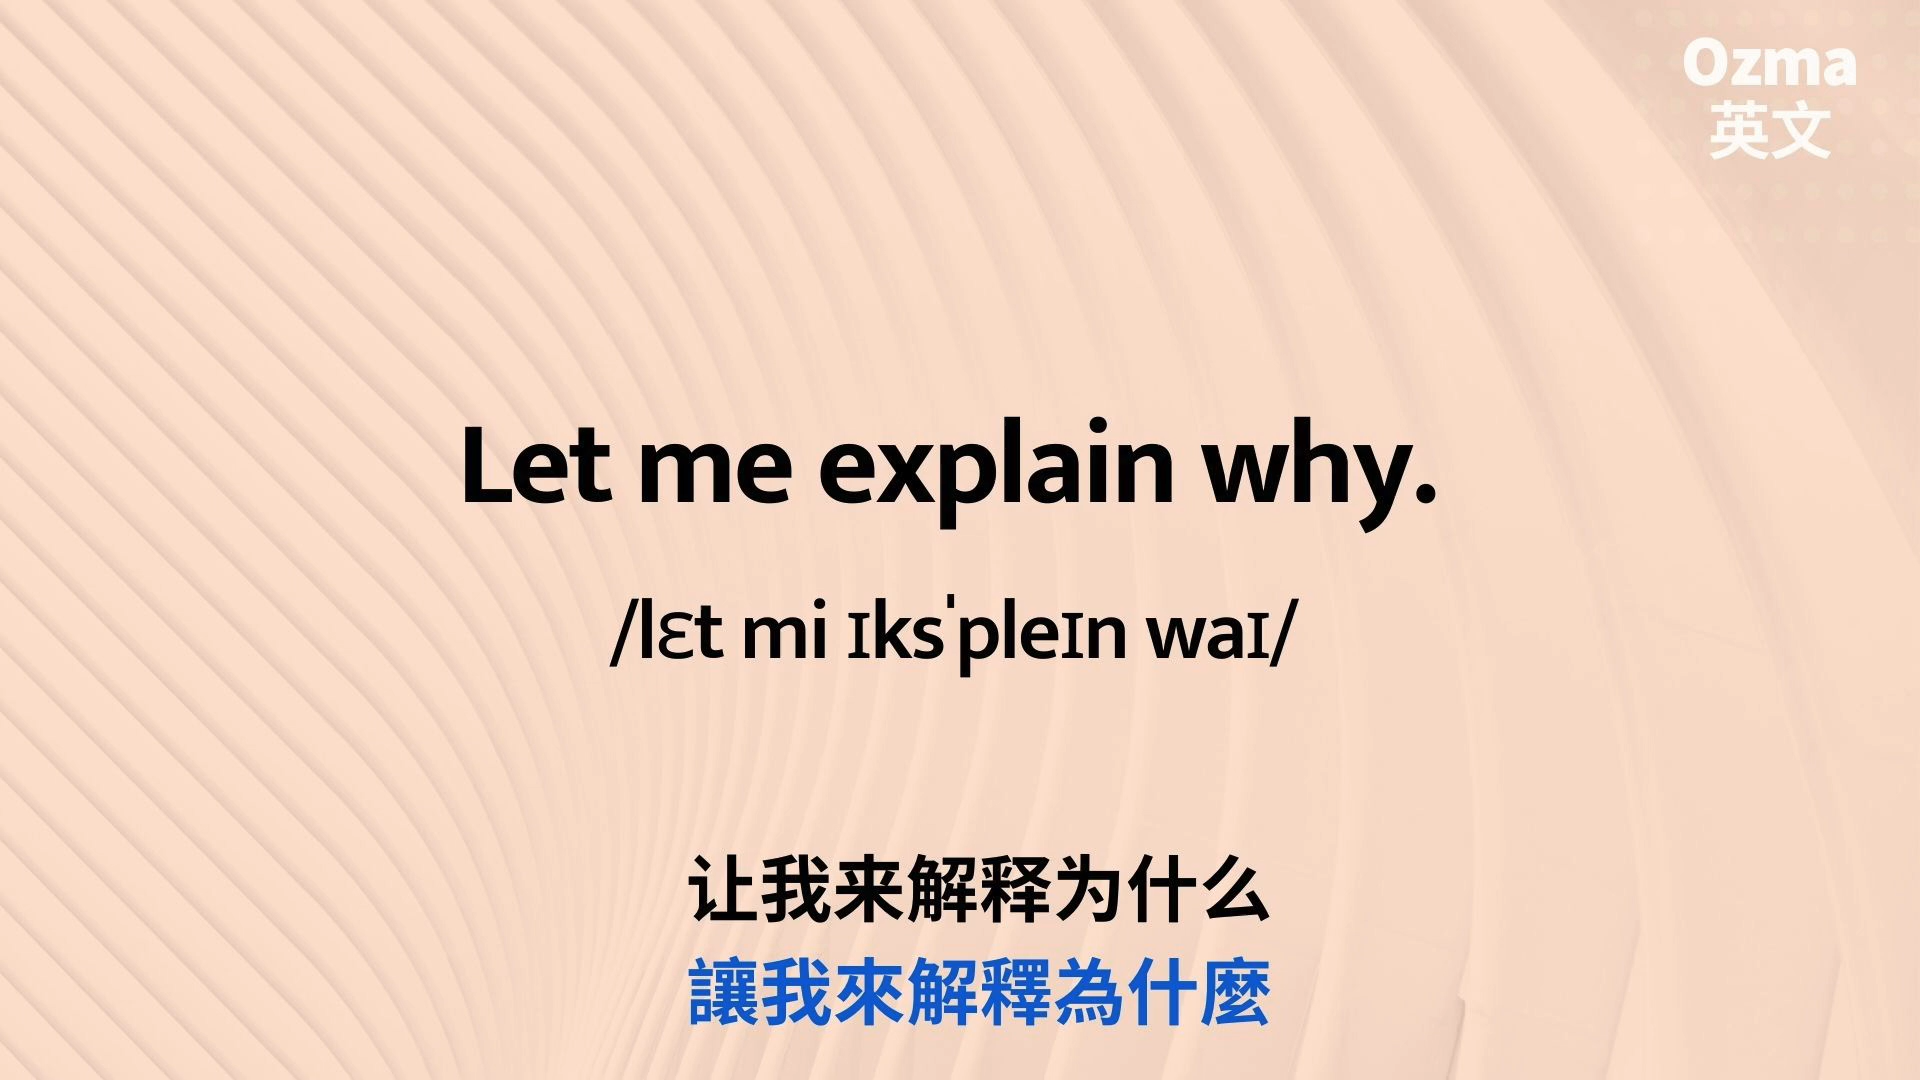 Ozma
英文
Let me explain why.
/lɛt mi ɪksˈpleɪn waɪ/
让我来解释为什么
讓我來解釋為什麼